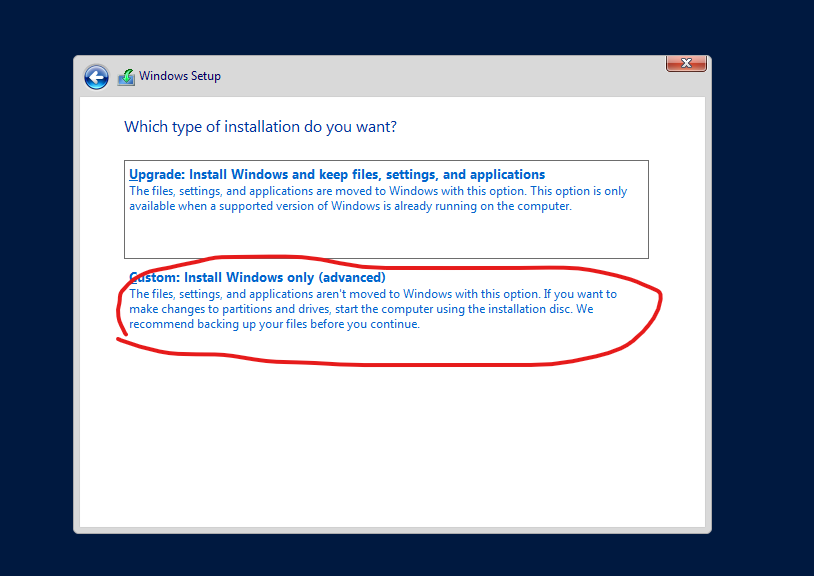 Windows Setup
Which type of installation do you want?
Upgrade: Install Windows and keep files, settings, and applications
The files, settings, and applications are moved to Windows with this option. This option is only
available when a supported version of Windows is already running on the computer.
Custom: Install Windows only (advanced)
The files, settings, and applications aren't moved to Windows with this option. If you want to
make changes to partitions and drives, start the computer using the installation disc. We
recommend backing up your files before you continue.